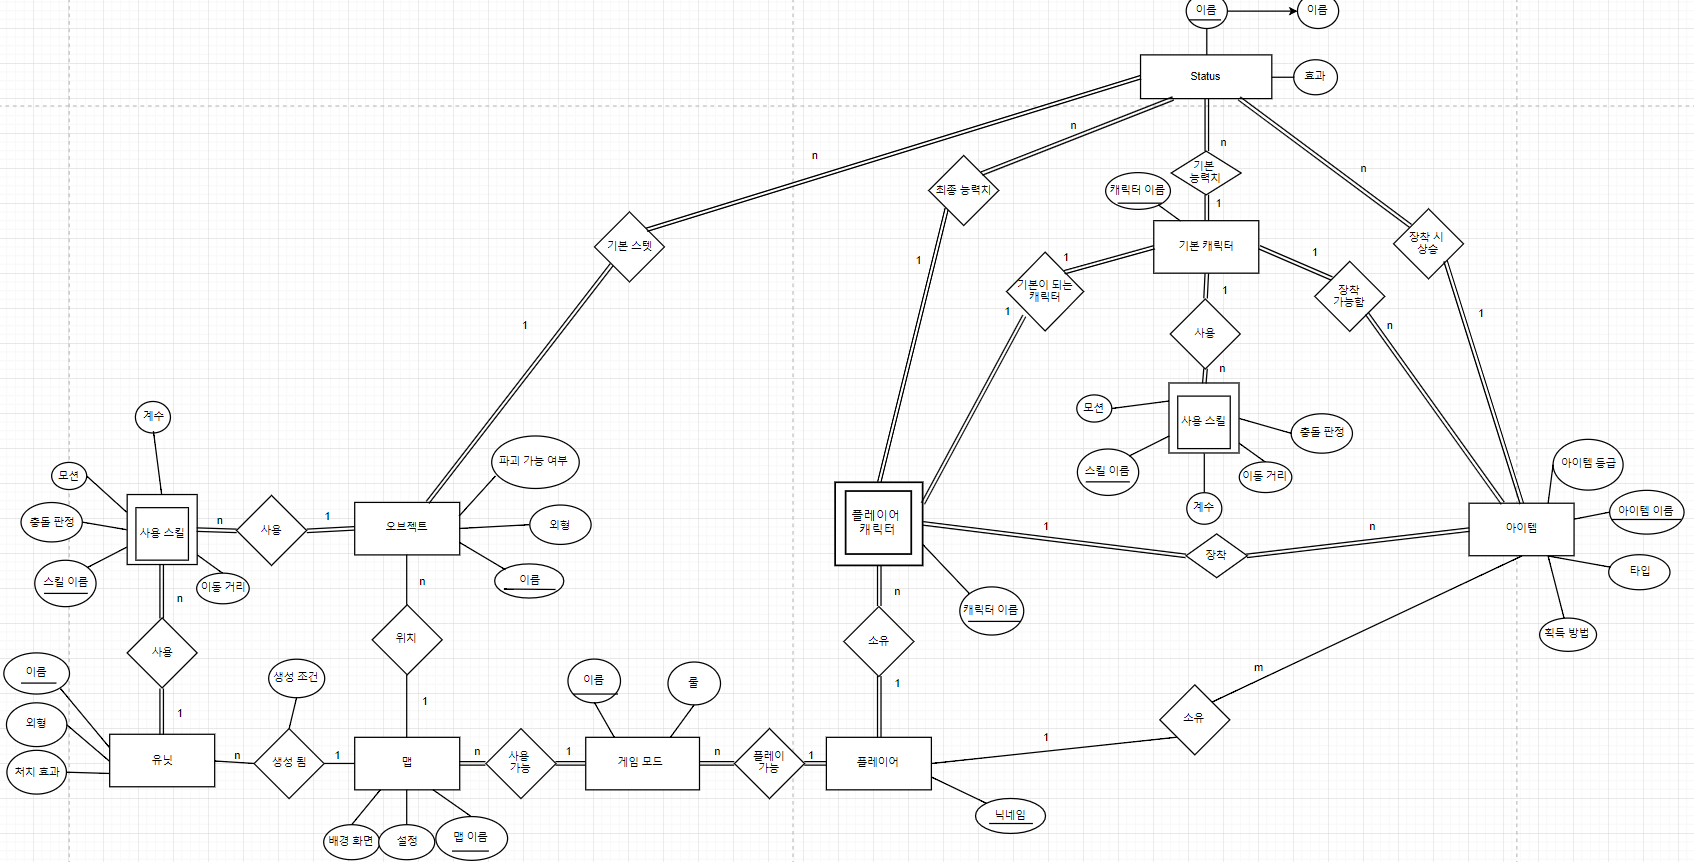 이름
이름
Status
효과
n
n
n
n
기본
능력치
최종 능력치
캐릭터 이름
1
기본 스텟
기본 캐릭터
장착 시
상승
1
1
1
기본이 되는
캐릭터
1
장착
가능함
1
1
1
n
사용
n
계수
모션
사용 스킬
충돌 판정
파괴 가능 여부
아이템 등급
모션
스킬 이름
이동 거리
계수
충돌 판정
사용 스킬
n
사용
1
오브젝트
외형
플레이어
캐릭터
1
n
아이템
아이템 이름
장착
스킬 이름
이동 거리
이름
타입
n
n
n
캐릭터 이름
획득 방법
사용
위치
소유
m
이름
생성 조건
이름
룰
1
1
1
소유
외형
1
처치 효과
유닛
n
생성 됨
1
맵
n
사용
가능
1
게임 모드
n
플레이
가능
1
플레이어
배경 화면
설정
맵 이름
닉네임